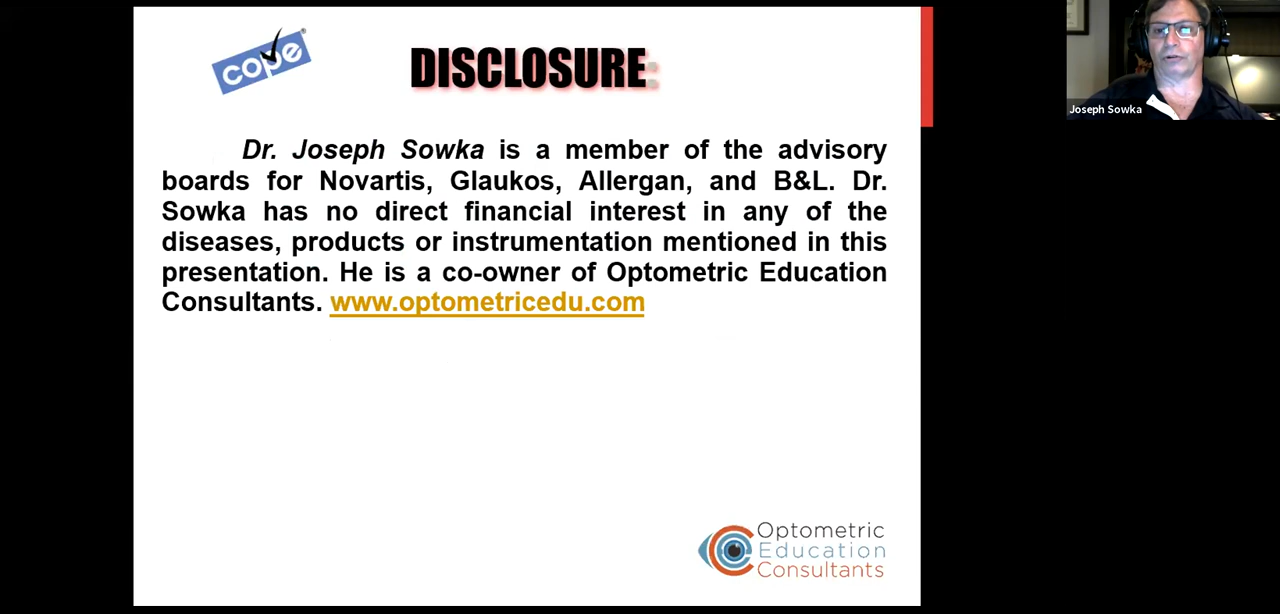 cope®
DISCLOSURE:
Dr. Joseph Sowka is a member of the advisory
boards for Novartis, Glaukos, Allergan, and B&L. Dr.
Sowka has no direct financial interest in any of the
diseases, products or instrumentation mentioned in this
presentation. He is a co-owner of Optometric Education
Consultants. www.optometricedu.com
Optometric
Education
Consultants
Joseph Sowka